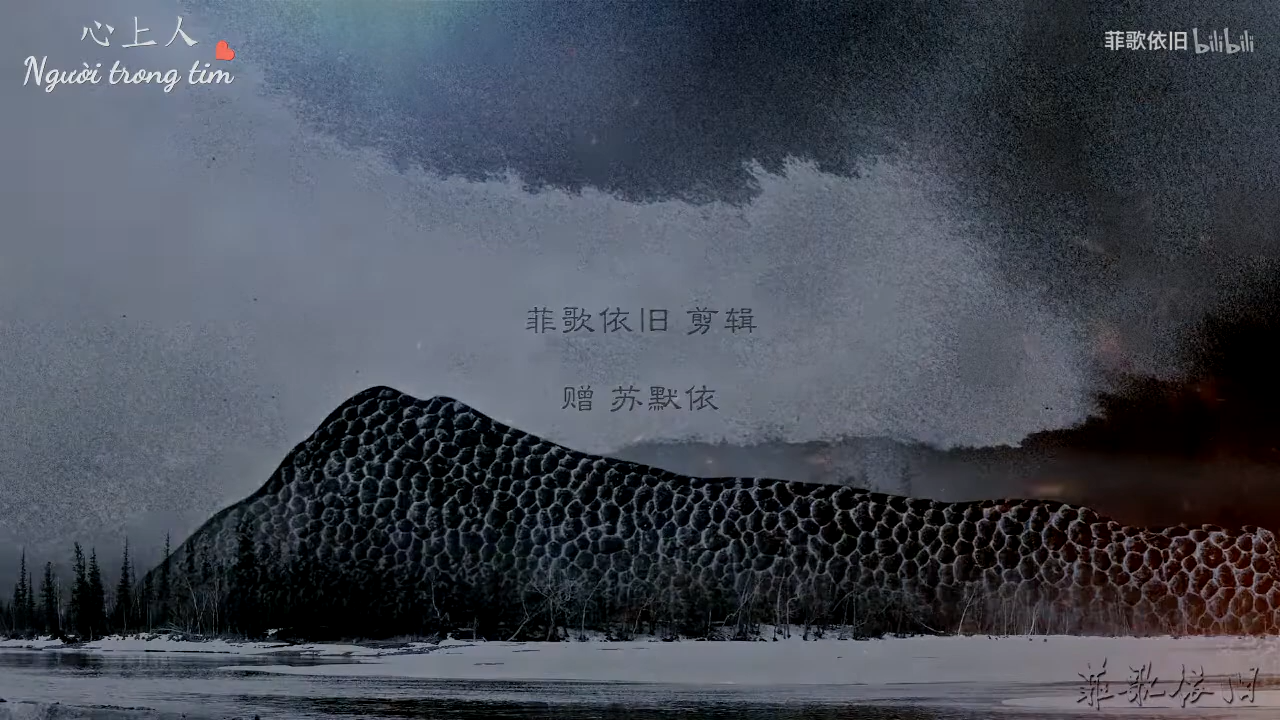 心上人
Người trong tim
菲歌依旧 bilibili
菲歌依旧 剪辑
赠 苏默依
菲歌依旧